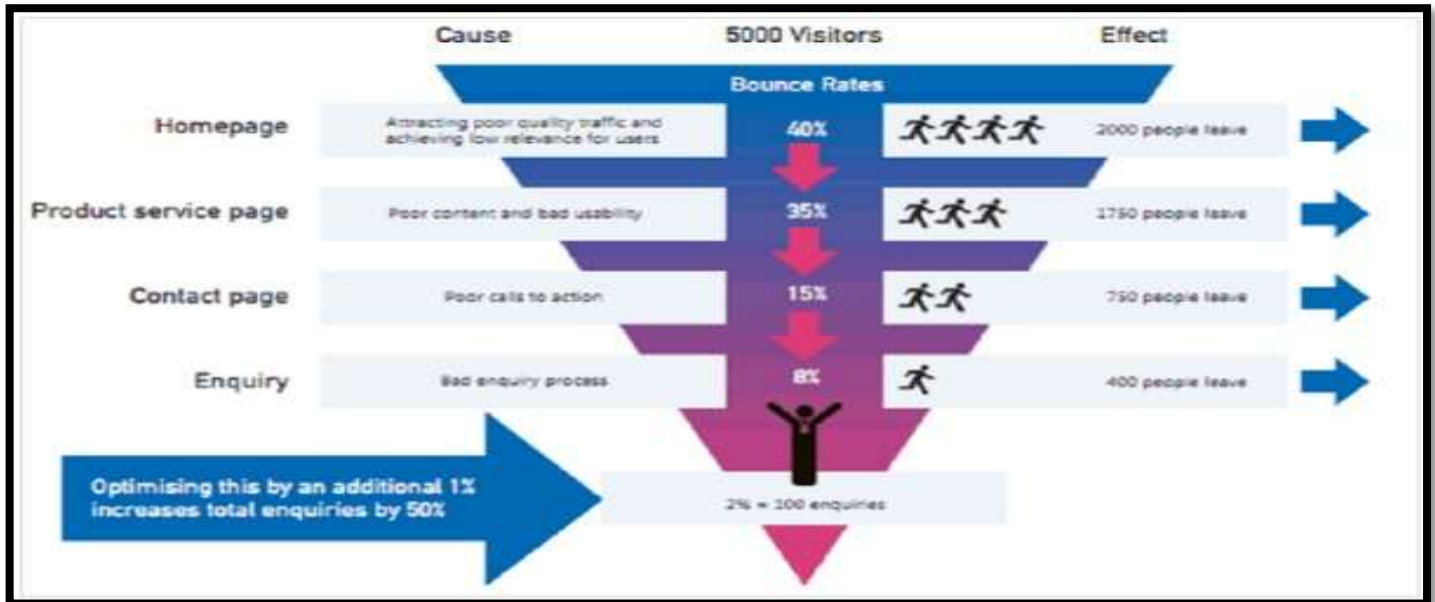 Cause 5000 Visitors Effect
Bounce Rates
Homepage
Attracting poor quality traffic and
achieving low relevance for users
40%
2000 people leave
Product service page
Poor content and bad usability
35%
1750 people leave
Contact page
Poor calls to action
15%
750 people leave
Enquiry
Bad enquiry process
8%
400 people leave
Optimising this by an additional 1%
increases total enquiries by 50%
2% = 100 enquiries